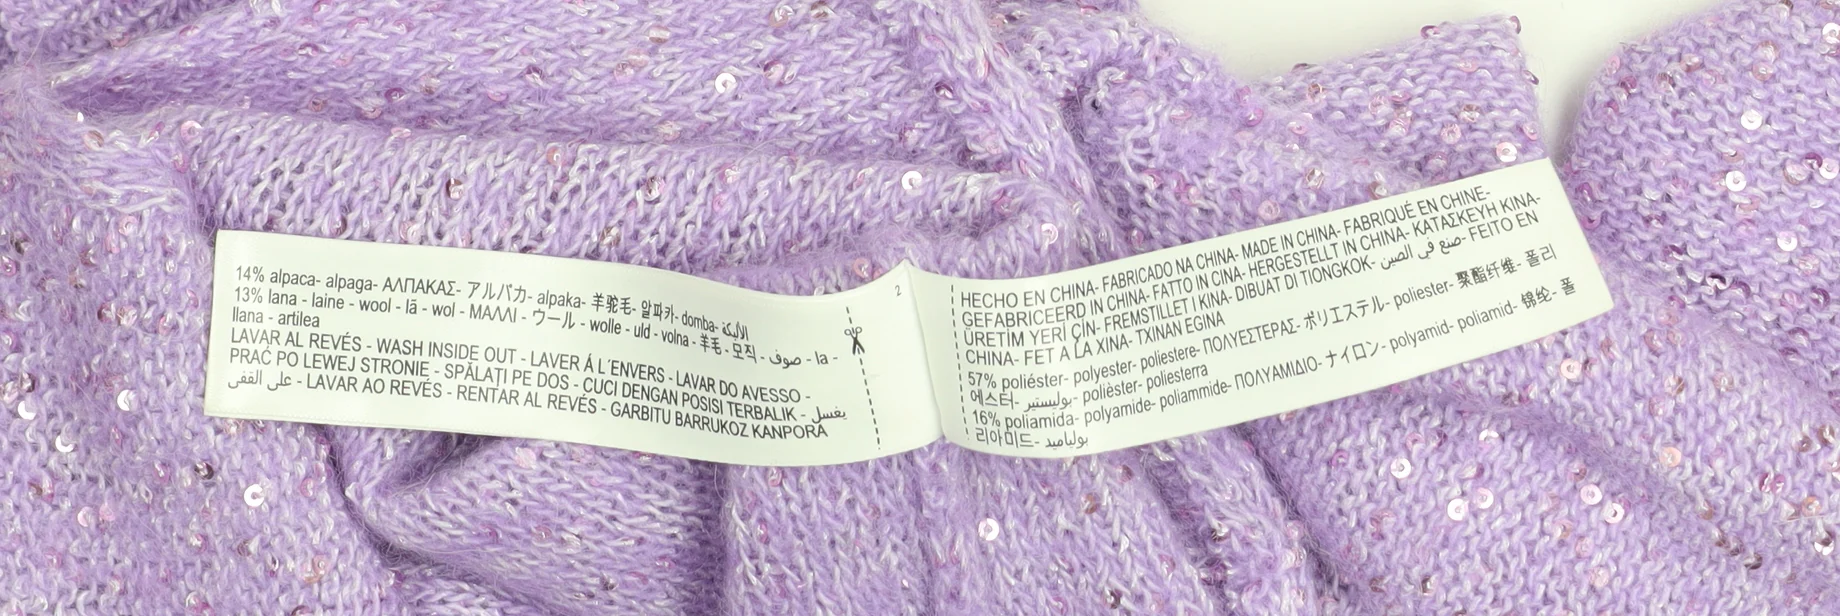 14% alpaca- alpaga- ΑΛΠΑΚΑΣ- アルパカ- alpaka- 羊驼毛- 알파카- domba- الألبكة
13% lana - laine - wool - lã - wol - ΜΑΛΛΙ - ウール - wolle - uld - volna - 羊毛 - 모직 - صوف - la -
llana - artilea
LAVAR AL REVÉS - WASH INSIDE OUT - LAVER Á L´ENVERS - LAVAR DO AVESSO -
PRAĆ PO LEWEJ STRONIE - SPĂLAȚI PE DOS - CUCI DENGAN POSISI TERBALIK - يغسل
على القفى - LAVAR AO REVÉS - RENTAR AL REVÉS - GARBITU BARRUKOZ KANPORA
2
HECHO EN CHINA- FABRICADO NA CHINA- MADE IN CHINA- FABRIQUÉ EN CHINE-
GEFABRICEERD IN CHINA- FATTO IN CINA- HERGESTELLT IN CHINA- ΚΑΤΑΣΚΕΥΗ ΚΙΝΑ-
ÜRETİM YERİ ÇİN- FREMSTILLET I KINA- DIBUAT DI TIONGKOK- صنع في الصين- FEITO EN
CHINA- FET A LA XINA- TXINAN EGINA
57% poliéster- polyester- poliestere- ΠΟΛΥΕΣΤΕΡΑΣ- ポリエステル- poliester- 聚酯纤维- 폴리
에스터- بوليستير- polièster- poliesterra
16% poliamida- polyamide- poliammide- ΠΟΛΥΑΜΙΔΙΟ- ナイロン- polyamid- poliamid- 锦纶- 폴
리아미드- بولياميد